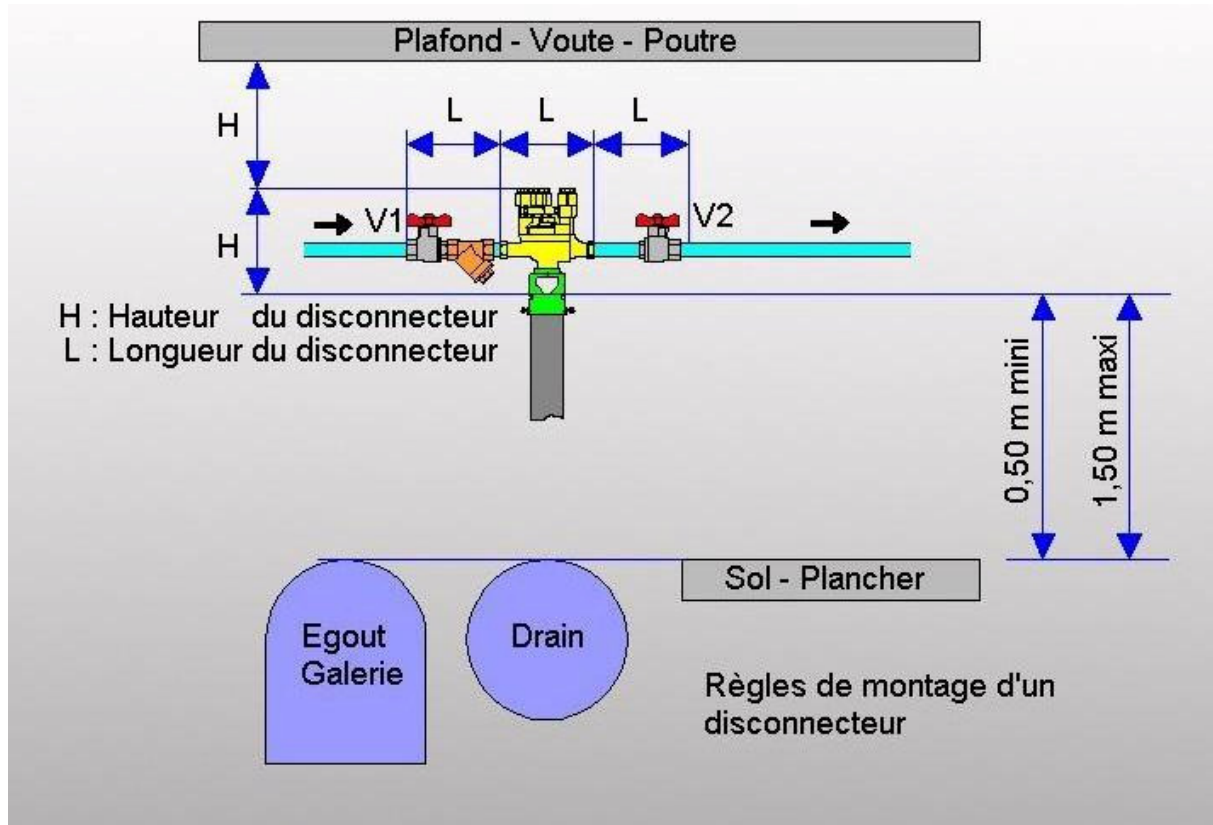 Plafond - Voute - Poutre
H
L
L
L
V1
V2
H
H : Hauteur du disconnecteur
L : Longueur du disconnecteur
0,50 m mini
1,50 m maxi
Sol - Plancher
Egout
Galerie
Drain
Règles de montage d'un
disconnecteur